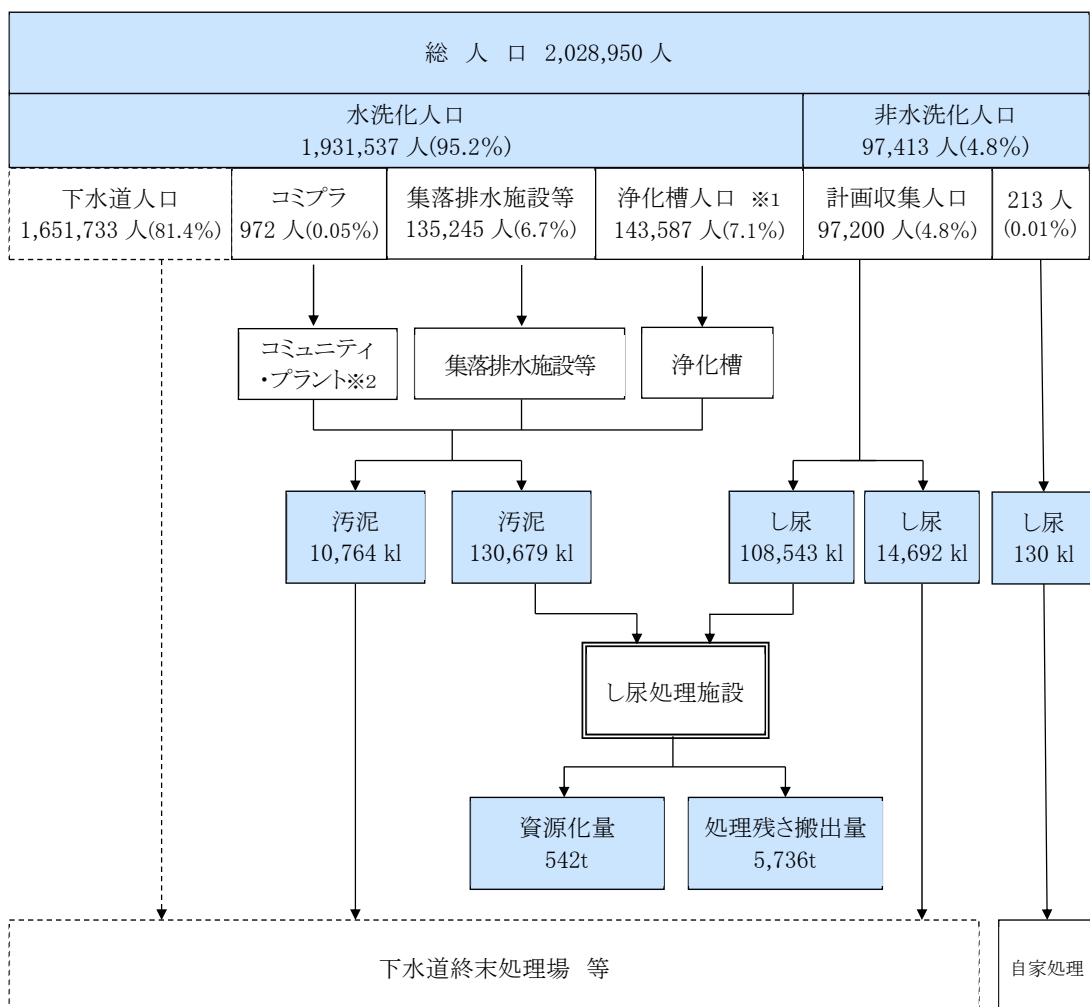 総 人 口 2,028,950 人
水洗化人口
1,931,537 人(95.2%)
非水洗化人口
97,413 人(4.8%)
下水道人口
1,651,733 人(81.4%)
コミプラ
972 人(0.05%)
集落排水施設等
135,245 人(6.7%)
浄化槽人口 ※1
143,587 人(7.1%)
計画収集人口
97,200 人(4.8%)
213 人
(0.01%)
コミュニティ
・プラント※2
集落排水施設等
浄化槽
汚泥
10,764 kl
汚泥
130,679 kl
し尿
108,543 kl
し尿
14,692 kl
し尿
130 kl
し尿処理施設
資源化量
542t
処理残さ搬出量
5,736t
下水道終末処理場 等
自家処理